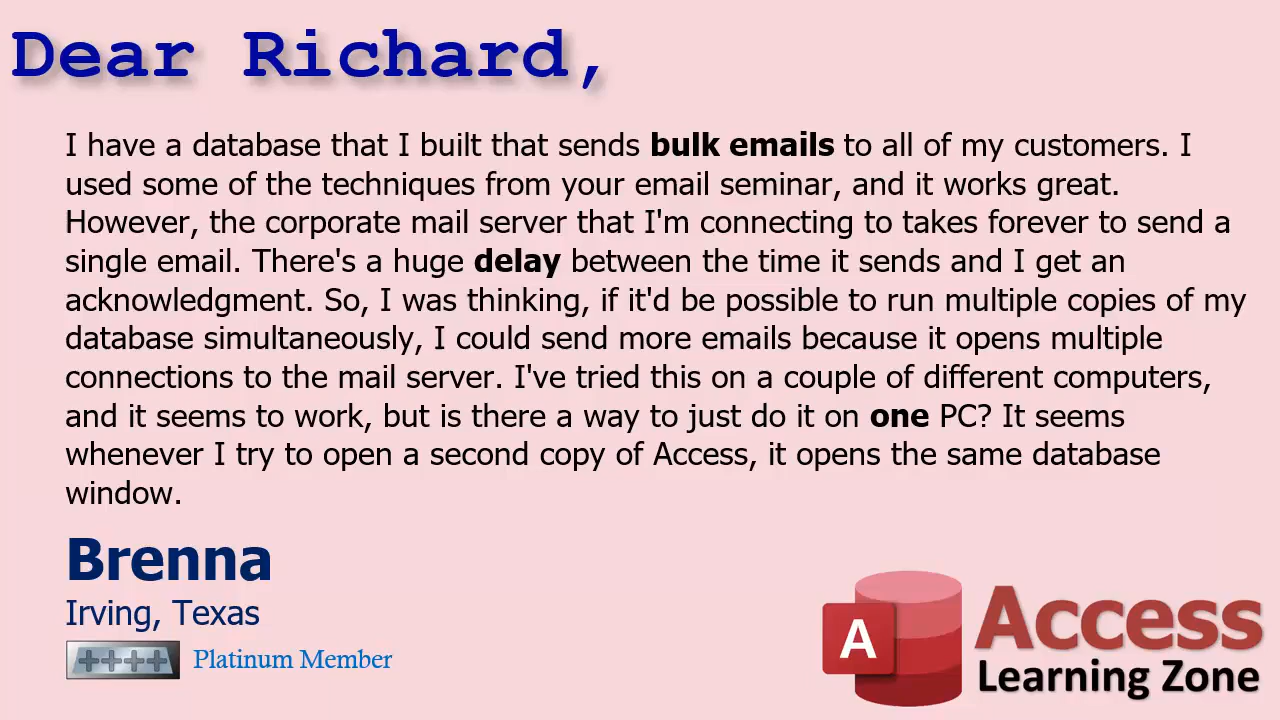 Dear Richard,
I have a database that I built that sends bulk emails to all of my customers. I
used some of the techniques from your email seminar, and it works great.
However, the corporate mail server that I'm connecting to takes forever to send a
single email. There's a huge delay between the time it sends and I get an
acknowledgment. So, I was thinking, if it'd be possible to run multiple copies of my
database simultaneously, I could send more emails because it opens multiple
connections to the mail server. I've tried this on a couple of different computers,
and it seems to work, but is there a way to just do it on one PC? It seems
whenever I try to open a second copy of Access, it opens the same database
window.
Brenna
Irving, Texas
Platinum Member
A
Access
Learning Zone